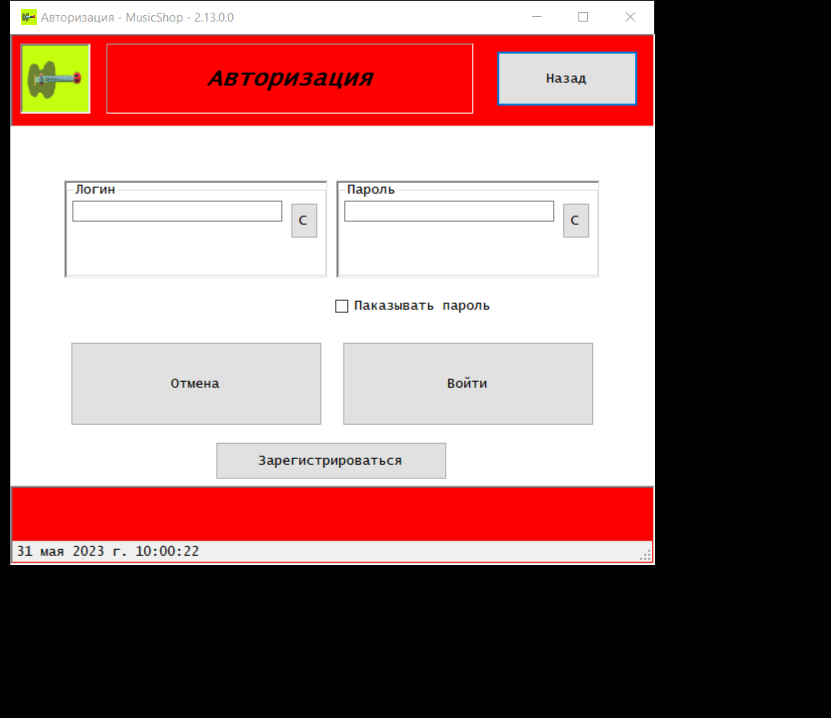 Авторизация - MusicShop - 2.13.0.0
Авторизация
Назад
Логин
Пароль
C
C
Паказывать пароль
Отмена
Войти
Зарегистрироваться
31 мая 2023 г. 10:00:22